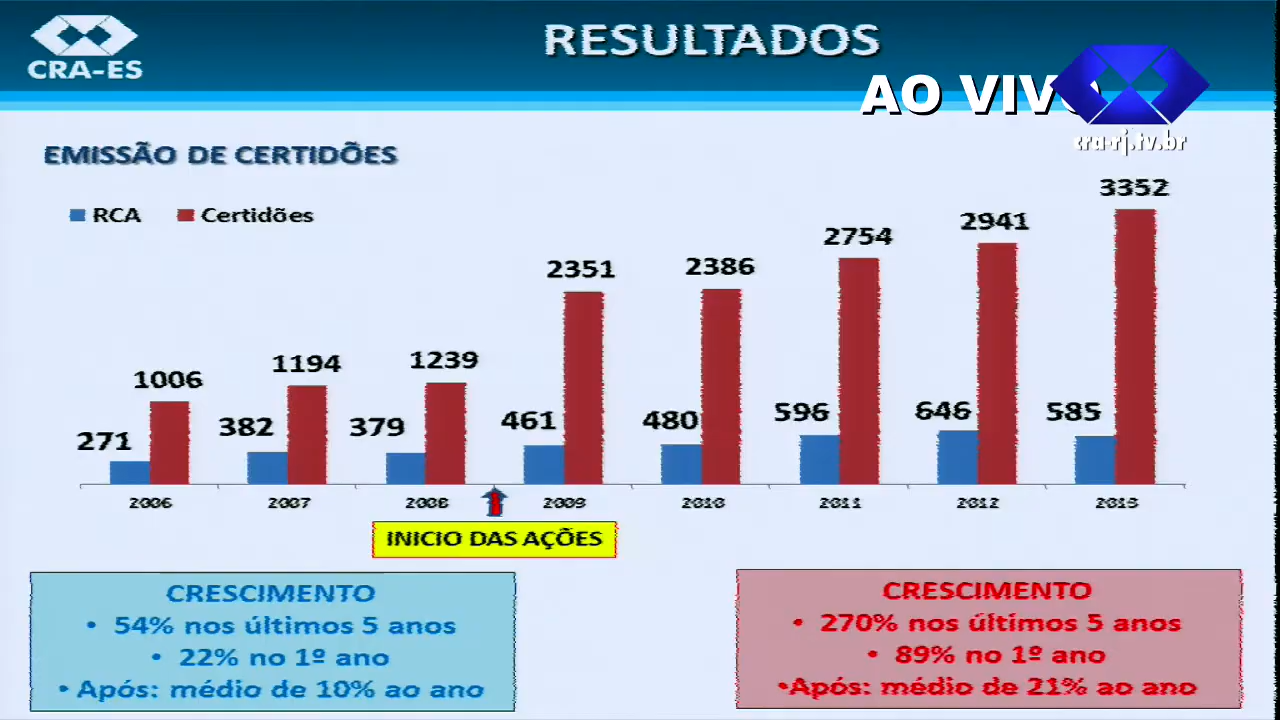 CRA-ES
RESULTADOS
AO VIVO
cra-rj.tv.br
EMISSÃO DE CERTIDÕES
RCA Certidões
271 1006 382 1194 379 1239 461 2351 480 2386 596 2754 646 2941 585 3352
2006 2007 2008 2009 2010 2011 2012 2013
INICIO DAS AÇÕES
CRESCIMENTO
• 54% nos últimos 5 anos
• 22% no 1º ano
• Após: médio de 10% ao ano
CRESCIMENTO
• 270% nos últimos 5 anos
• 89% no 1º ano
•Após: médio de 21% ao ano